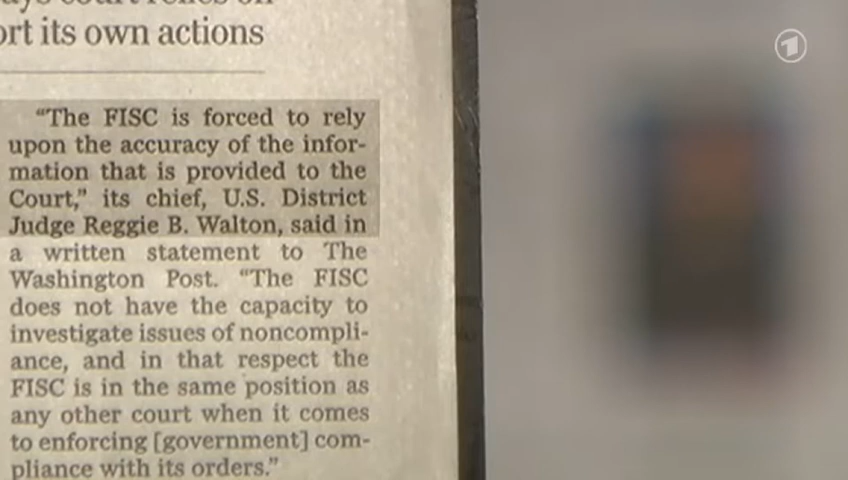 court relies on
ort its own actions
“The FISC is forced to rely
upon the accuracy of the infor-
mation that is provided to the
Court,” its chief, U.S. District
Judge Reggie B. Walton, said in
a written statement to The
Washington Post. “The FISC
does not have the capacity to
investigate issues of noncompli-
ance, and in that respect the
FISC is in the same position as
any other court when it comes
to enforcing [government] com-
pliance with its orders.”
1